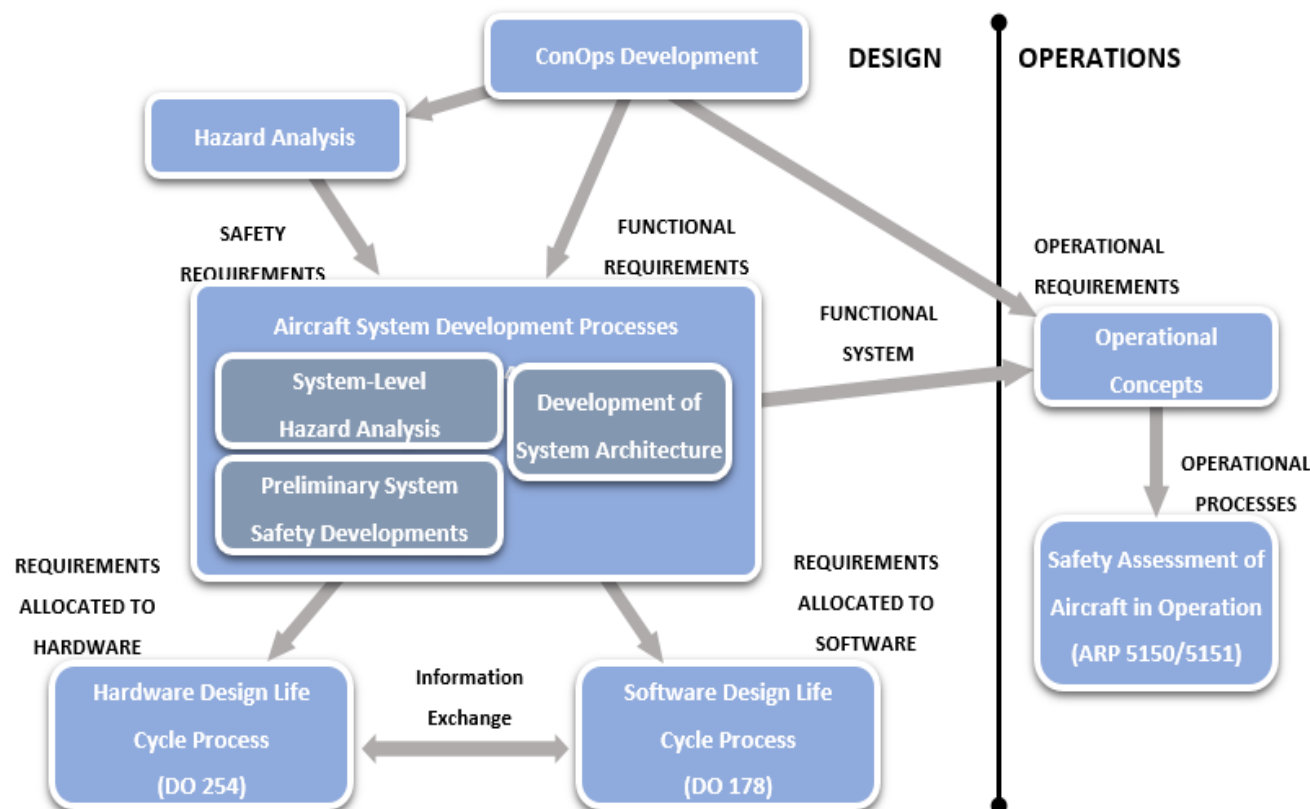 ConOps Development
DESIGN
OPERATIONS
Hazard Analysis
SAFETY
REQUIREMENTS
FUNCTIONAL
REQUIREMENTS
OPERATIONAL
REQUIREMENTS
Aircraft System Development Processes
System-Level
Hazard Analysis
Development of
System Architecture
Preliminary System
Safety Developments
FUNCTIONAL
SYSTEM
Operational
Concepts
OPERATIONAL
PROCESSES
Safety Assessment of
Aircraft in Operation
(ARP 5150/5151)
REQUIREMENTS
ALLOCATED TO
HARDWARE
REQUIREMENTS
ALLOCATED TO
SOFTWARE
Hardware Design Life
Cycle Process
(DO 254)
Information
Exchange
Software Design Life
Cycle Process
(DO 178)